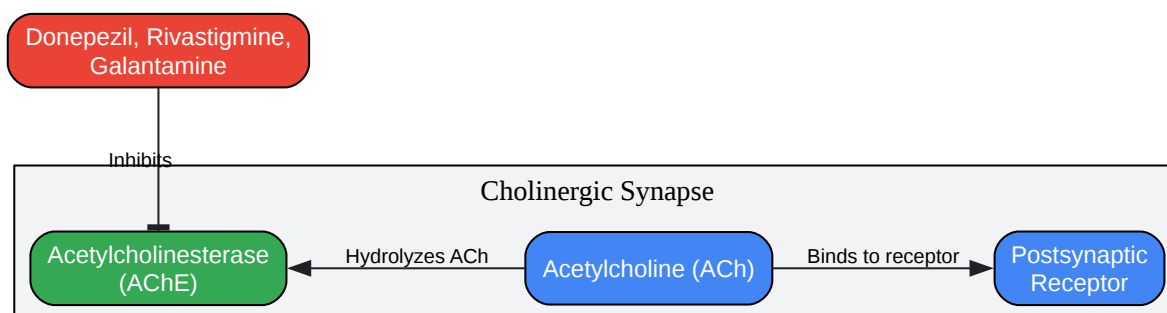 Donepezil, Rivastigmine,
Galantamine
Inhibits
Cholinergic Synapse
Acetylcholinesterase
(AChE)
Hydrolyzes ACh
Acetylcholine (ACh)
Binds to receptor
Postsynaptic
Receptor